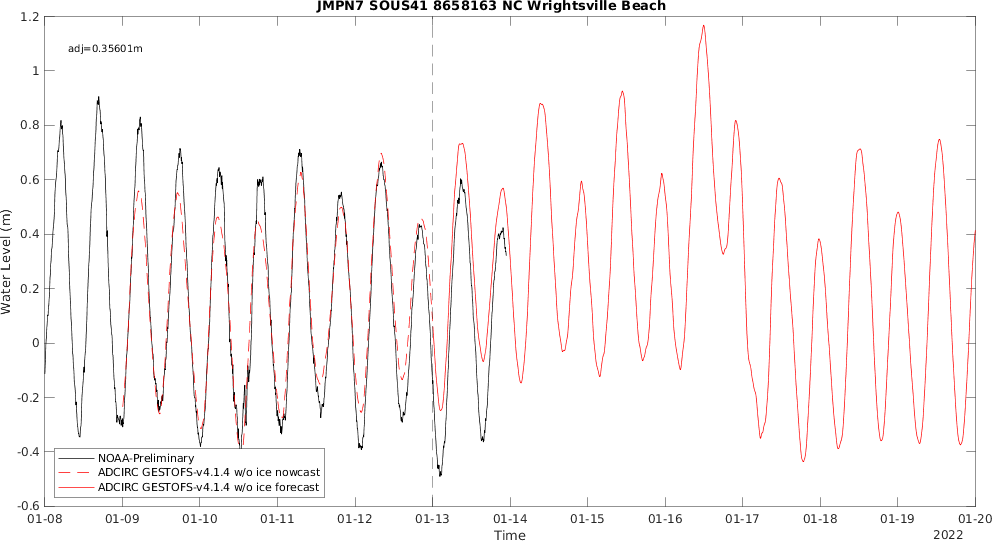 JMPN7 SOUS41 8658163 NC Wrightsville Beach
adj=0.35601m
1.2
1
0.8
0.6
0.4
0.2
0
-0.2
-0.4
-0.6
Water Level (m)
NOAA-Preliminary
ADCIRC GESTOFS-v4.1.4 w/o ice nowcast
ADCIRC GESTOFS-v4.1.4 w/o ice forecast
01-08 01-09 01-10 01-11 01-12 01-13 01-14 01-15 01-16 01-17 01-18 01-19 01-20
Time
2022